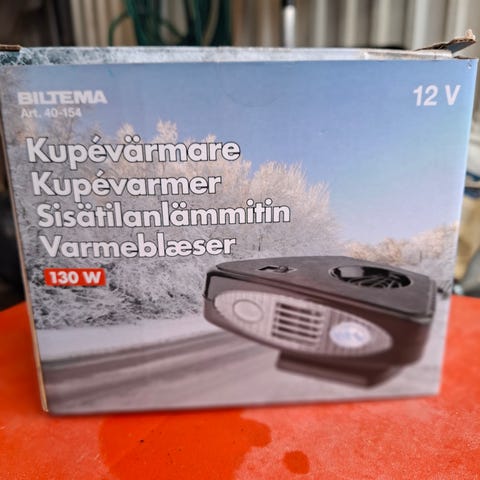 BILTEMA
Art. 40-154
12 V
Kupévärmare
Kupévarmer
Sisätilanlämmitin
Varmeblæser
130 W